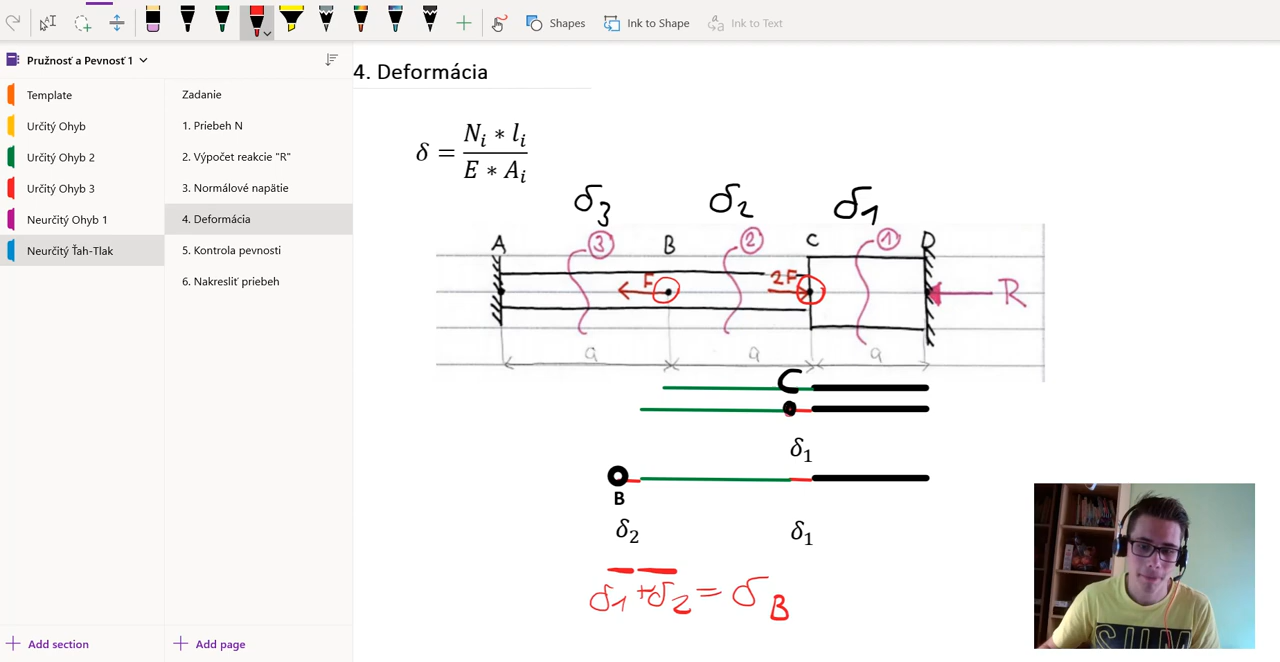 Shapes
Ink to Shape
Ink to Text
Pružnosť a Pevnosť 1
Template
Určitý Ohyb
Určitý Ohyb 2
Určitý Ohyb 3
Neurčitý Ohyb 1
Neurčitý Ťah-Tlak
Add section
Zadanie
1. Priebeh N
2. Výpočet reakcie "R"
3. Normálové napätie
4. Deformácia
5. Kontrola pevnosti
6. Nakresliť priebeh
Add page
4. Deformácia
δ = Nᵢ * lᵢ / E * Aᵢ
δ3 δ2 δ1
A ③ B ② C ① D
F 2F R
a a a
C
δ₁
B
δ₂ δ₁
δ1 + δ2 = δB
SUM